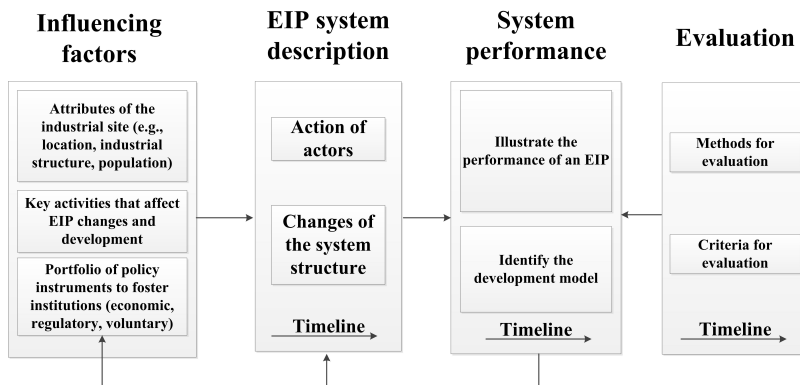 Influencing
factors
Attributes of the
industrial site (e.g.,
location, industrial
structure, population)
Key activities that affect
EIP changes and
development
Portfolio of policy
instruments to foster
institutions (economic,
regulatory, voluntary)
EIP system
description
Action of
actors
Changes of
the system
structure
Timeline
System
performance
Illustrate the
performance of an EIP
Identify the
development model
Timeline
Evaluation
Methods for
evaluation
Criteria for
evaluation
Timeline